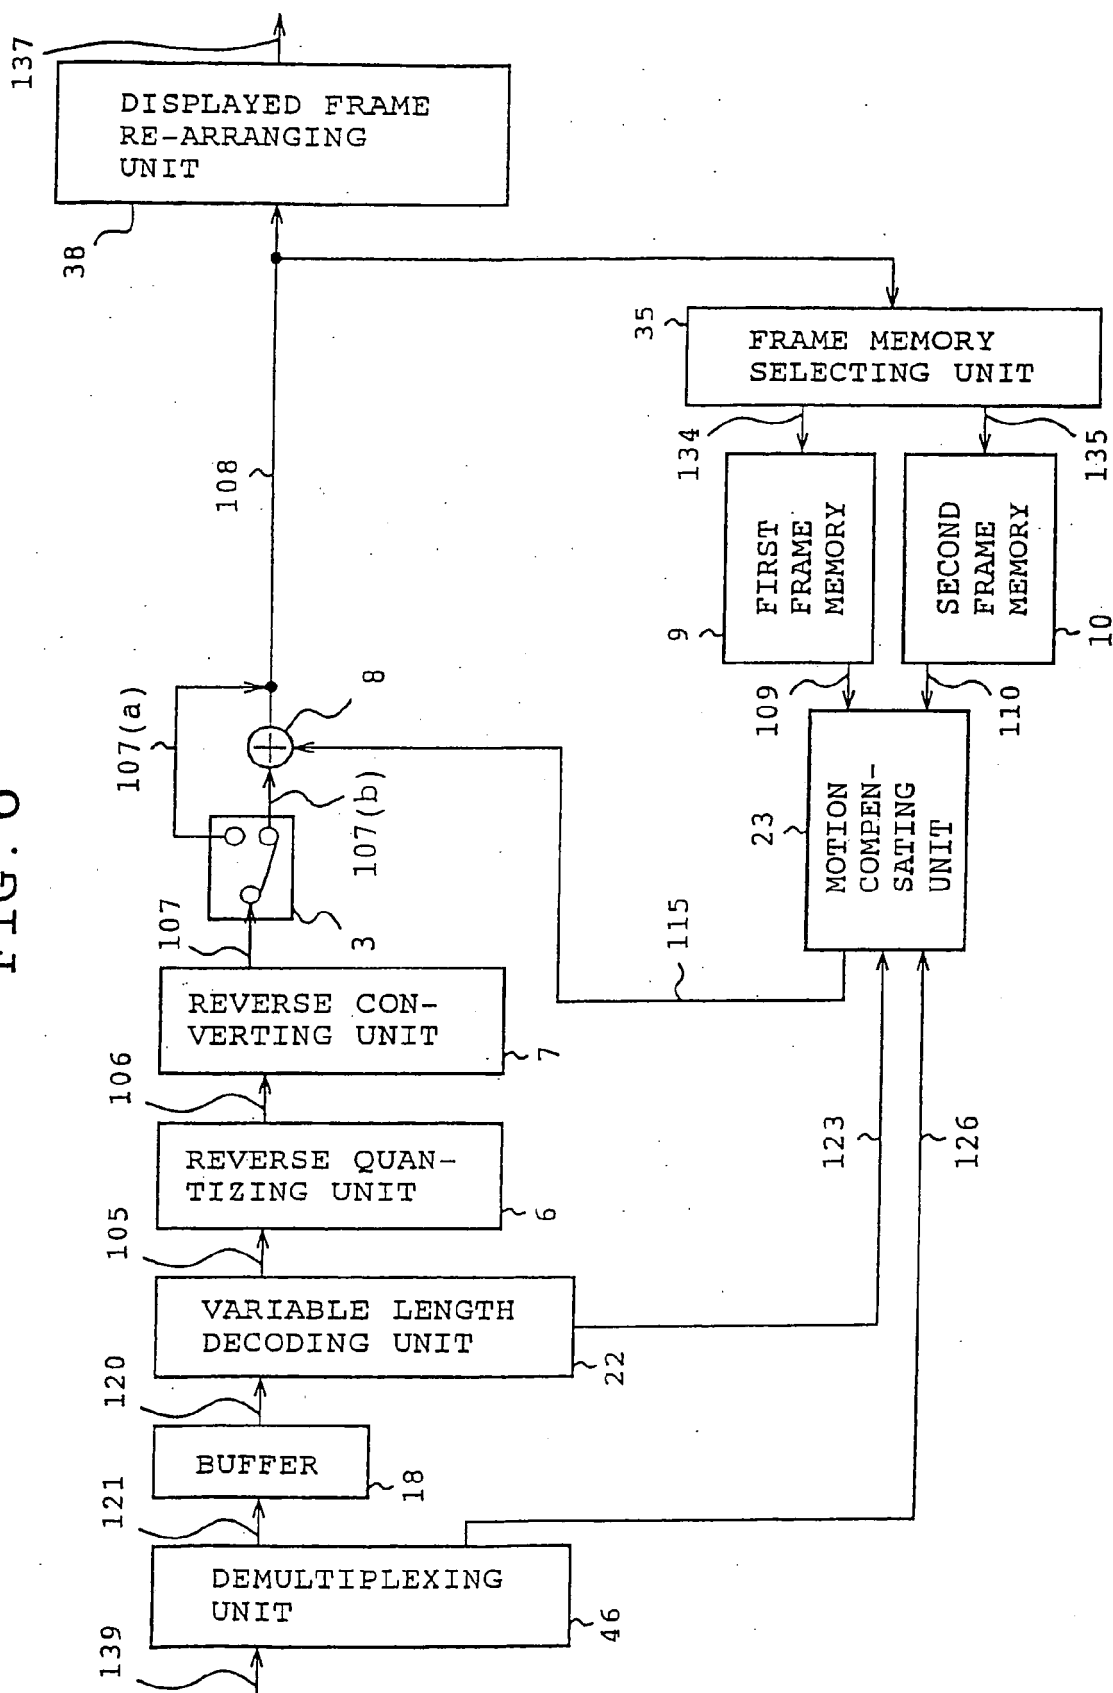 FIG.
139
DEMULTIPLEXING
UNIT
46
121
BUFFER
18
120
VARIABLE LENGTH
DECODING UNIT
22
105
REVERSE QUAN-
TIZING UNIT
6
106
REVERSE CON-
VERTING UNIT
7
107
3
107(a)
107(b)
8
108
38
DISPLAYED FRAME
RE-ARRANGING
UNIT
137
115
123
126
23
MOTION
COMPEN-
SATING
UNIT
109
110
9
FIRST
FRAME
MEMORY
SECOND
FRAME
MEMORY
10
134
135
35
FRAME MEMORY
SELECTING UNIT